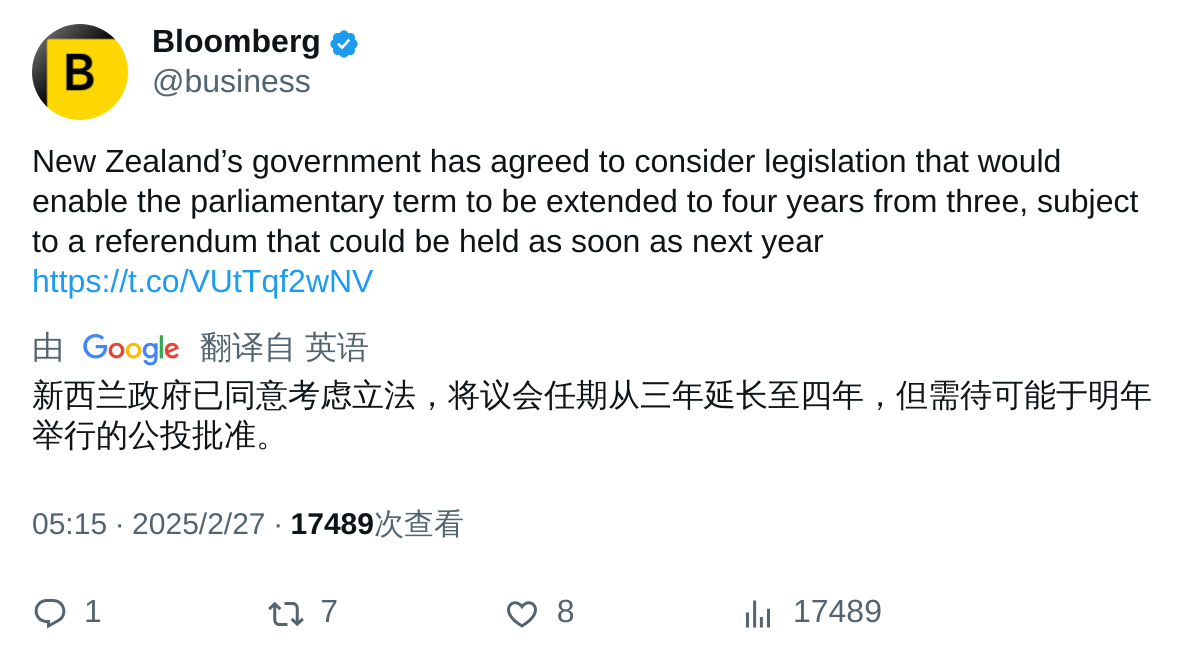 Bloomberg
@business
B
New Zealand’s government has agreed to consider legislation that would
enable the parliamentary term to be extended to four years from three, subject
to a referendum that could be held as soon as next year
https://t.co/VUtTqf2wNV
由 Google 翻译自 英语
新西兰政府已同意考虑立法，将议会任期从三年延长至四年，但需待可能于明年
举行的公投批准。
05:15 · 2025/2/27 · 17489次查看
1 7 8 17489